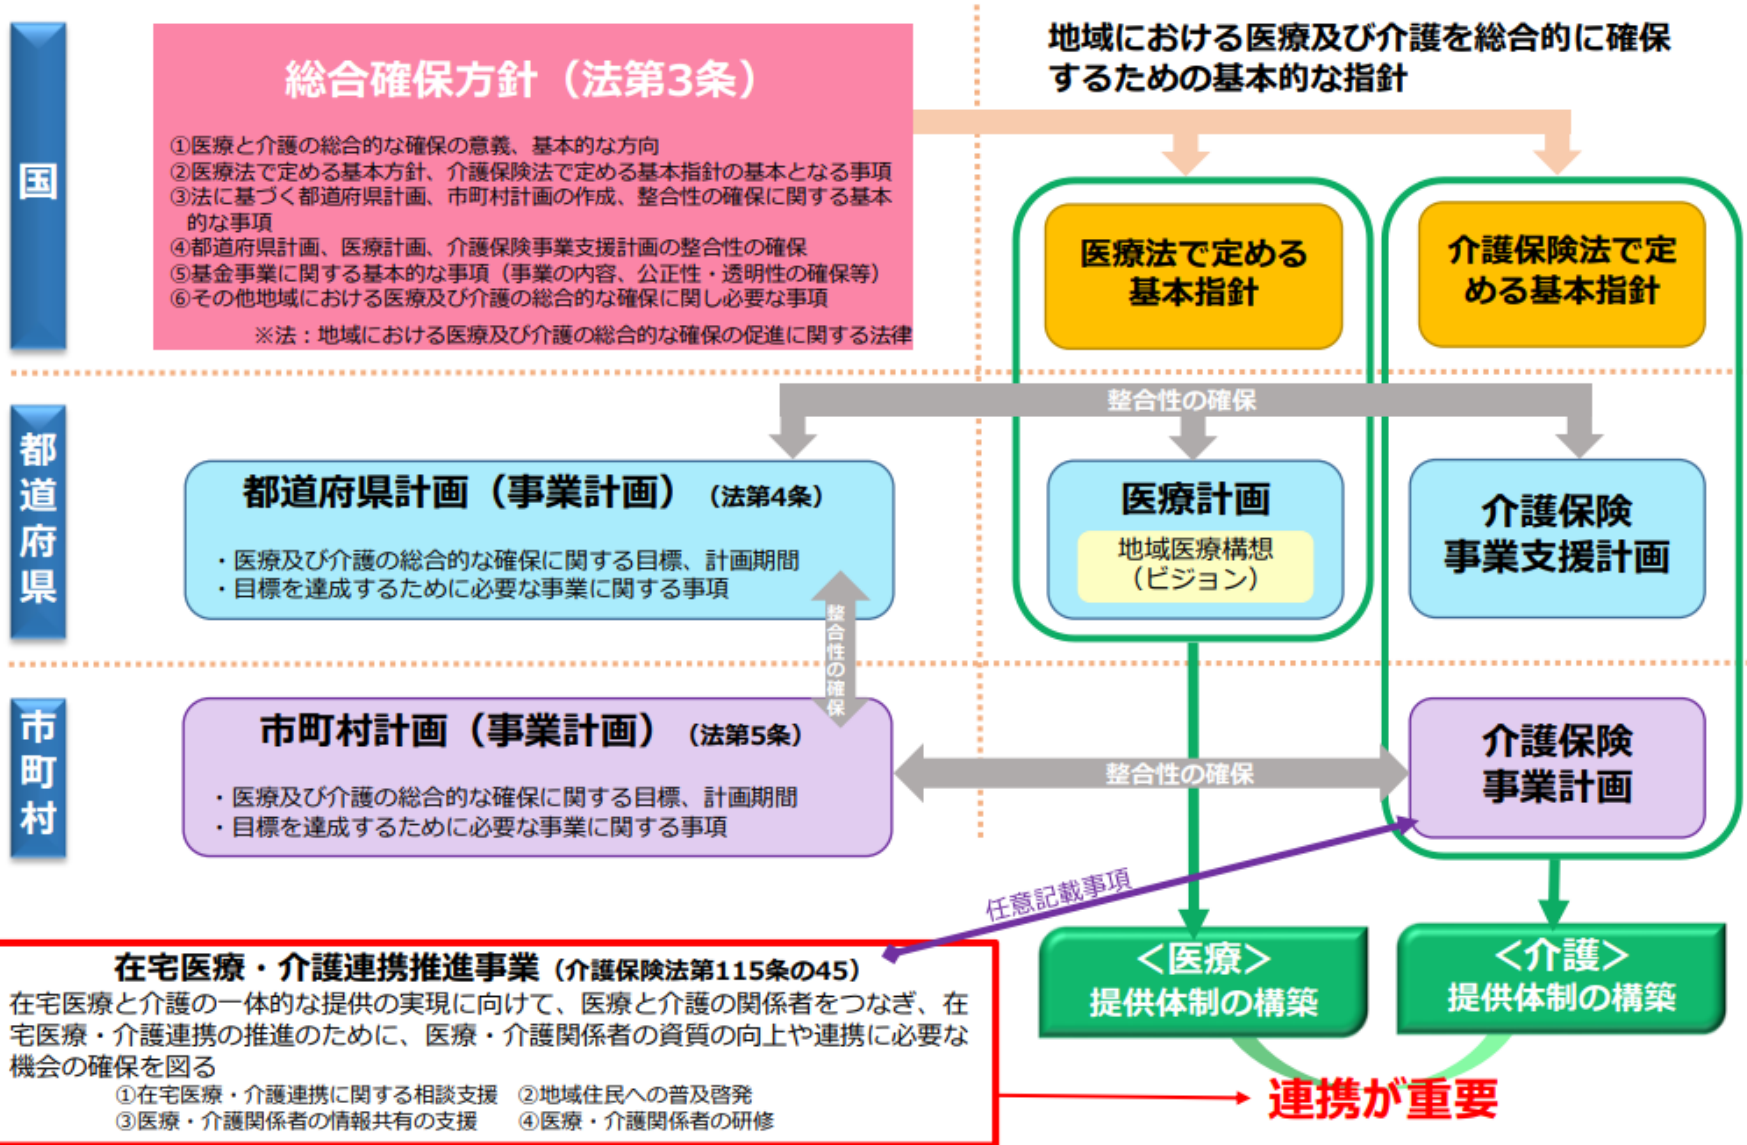 国
総合確保方針（法第3条）
①医療と介護の総合的な確保の意義、基本的な方向
②医療法で定める基本方針、介護保険法で定める基本指針の基本となる事項
③法に基づく都道府県計画、市町村計画の作成、整合性の確保に関する基本
的な事項
④都道府県計画、医療計画、介護保険事業支援計画の整合性の確保
⑤基金事業に関する基本的な事項（事業の内容、公正性・透明性の確保等）
⑥その他地域における医療及び介護の総合的な確保に関し必要な事項
※法：地域における医療及び介護の総合的な確保の促進に関する法律
地域における医療及び介護を総合的に確保
するための基本的な指針
医療法で定める
基本指針
介護保険法で定
める基本指針
都道府県
整合性の確保
都道府県計画（事業計画）（法第4条）
・医療及び介護の総合的な確保に関する目標、計画期間
・目標を達成するために必要な事業に関する事項
医療計画
地域医療構想
（ビジョン）
介護保険
事業支援計画
整合性の確保
市町村
市町村計画（事業計画）（法第5条）
・医療及び介護の総合的な確保に関する目標、計画期間
・目標を達成するために必要な事業に関する事項
整合性の確保
介護保険
事業計画
任意記載事項
在宅医療・介護連携推進事業（介護保険法第115条の45）
在宅医療と介護の一体的な提供の実現に向けて、医療と介護の関係者をつなぎ、在
宅医療・介護連携の推進のために、医療・介護関係者の資質の向上や連携に必要な
機会の確保を図る
①在宅医療・介護連携に関する相談支援　②地域住民への普及啓発
③医療・介護関係者の情報共有の支援　④医療・介護関係者の研修
＜医療＞
提供体制の構築
＜介護＞
提供体制の構築
連携が重要